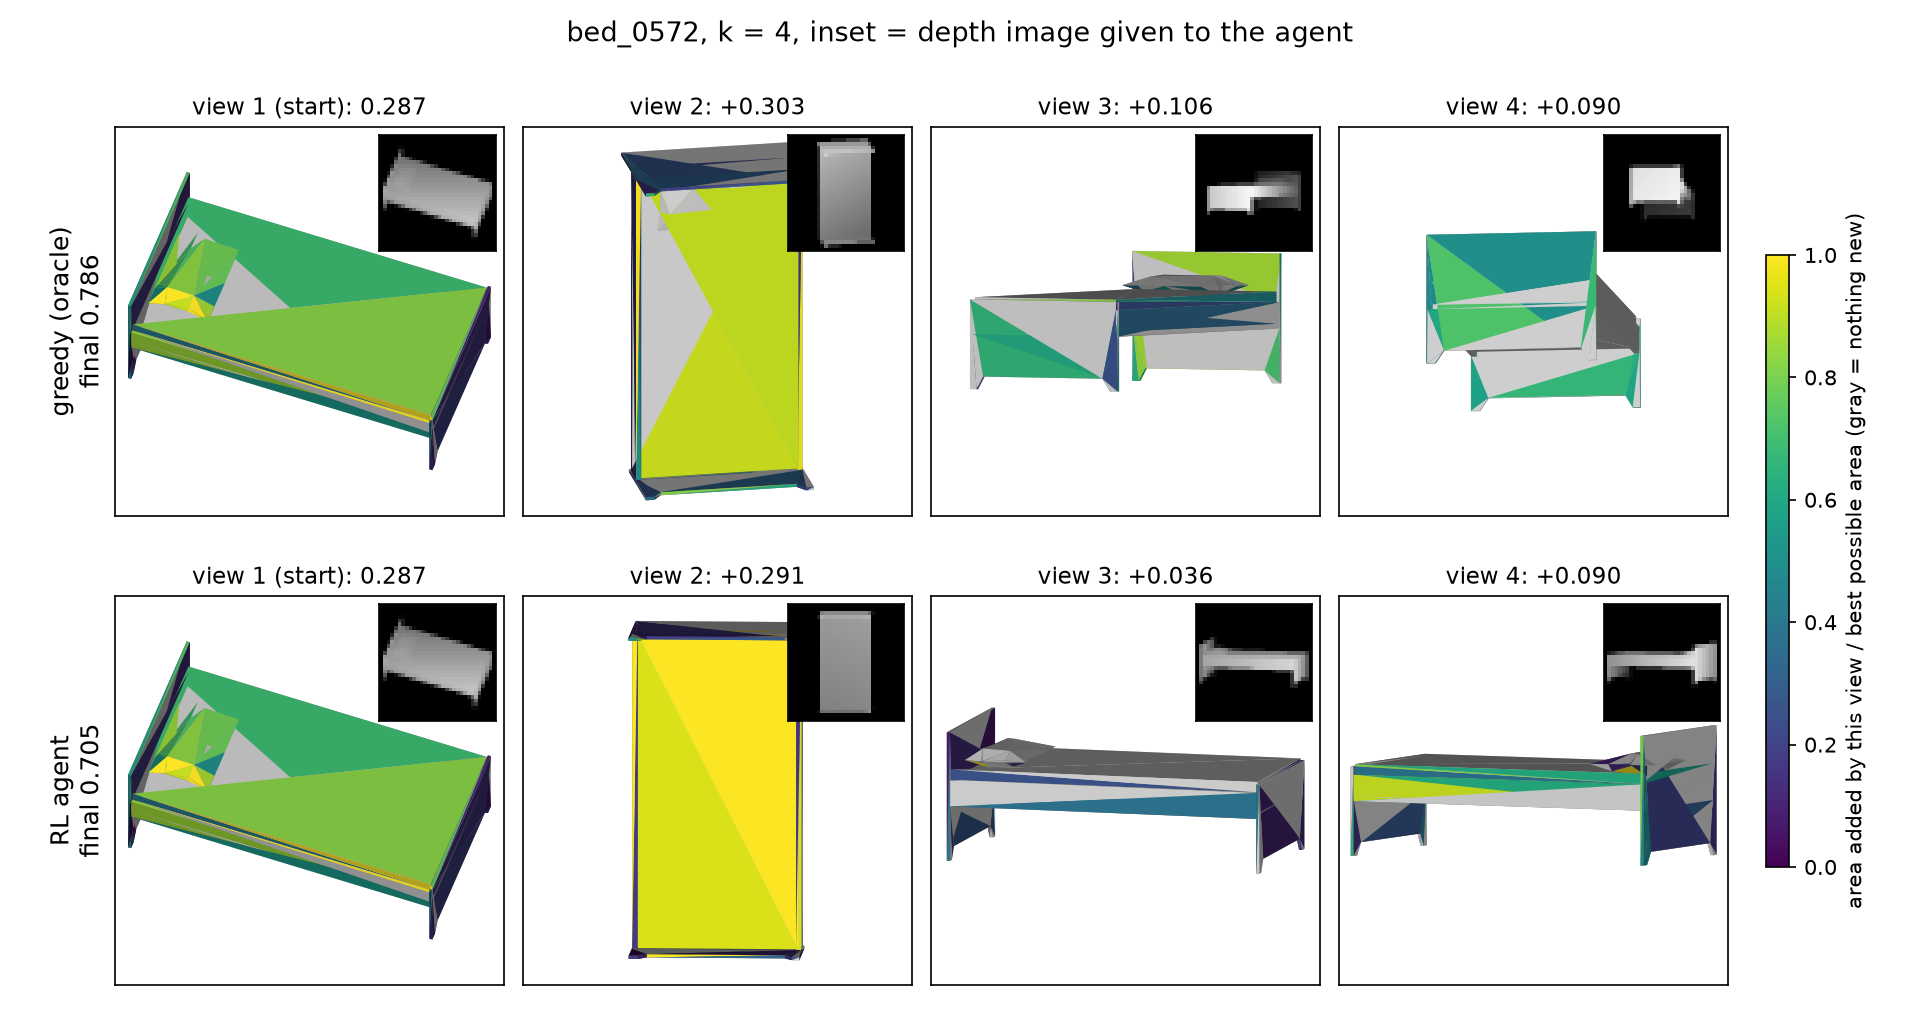 bed_0572, k = 4, inset = depth image given to the agent
view 1 (start): 0.287
view 2: +0.303
view 3: +0.106
view 4: +0.090
greedy (oracle)
final 0.786
view 1 (start): 0.287
view 2: +0.291
view 3: +0.036
view 4: +0.090
RL agent
final 0.705
1.0
0.8
0.6
0.4
0.2
0.0
area added by this view / best possible area (gray = nothing new)